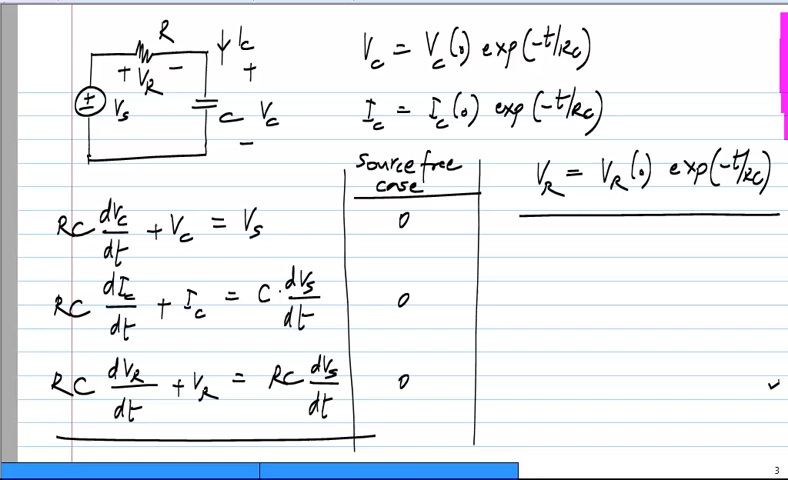 R
I_c
+ V_R −
+
±
V_s
C
V_c
−
V_c = V_c(0) exp(-t/RC)
I_c = I_c(0) exp(-t/RC)
V_R = V_R(0) exp(-t/RC)
source free
case
RC dV_c/dt + V_c = V_s
0
RC dI_c/dt + I_c = C · dV_s/dt
0
RC dV_R/dt + V_R = RC dV_s/dt
0
3